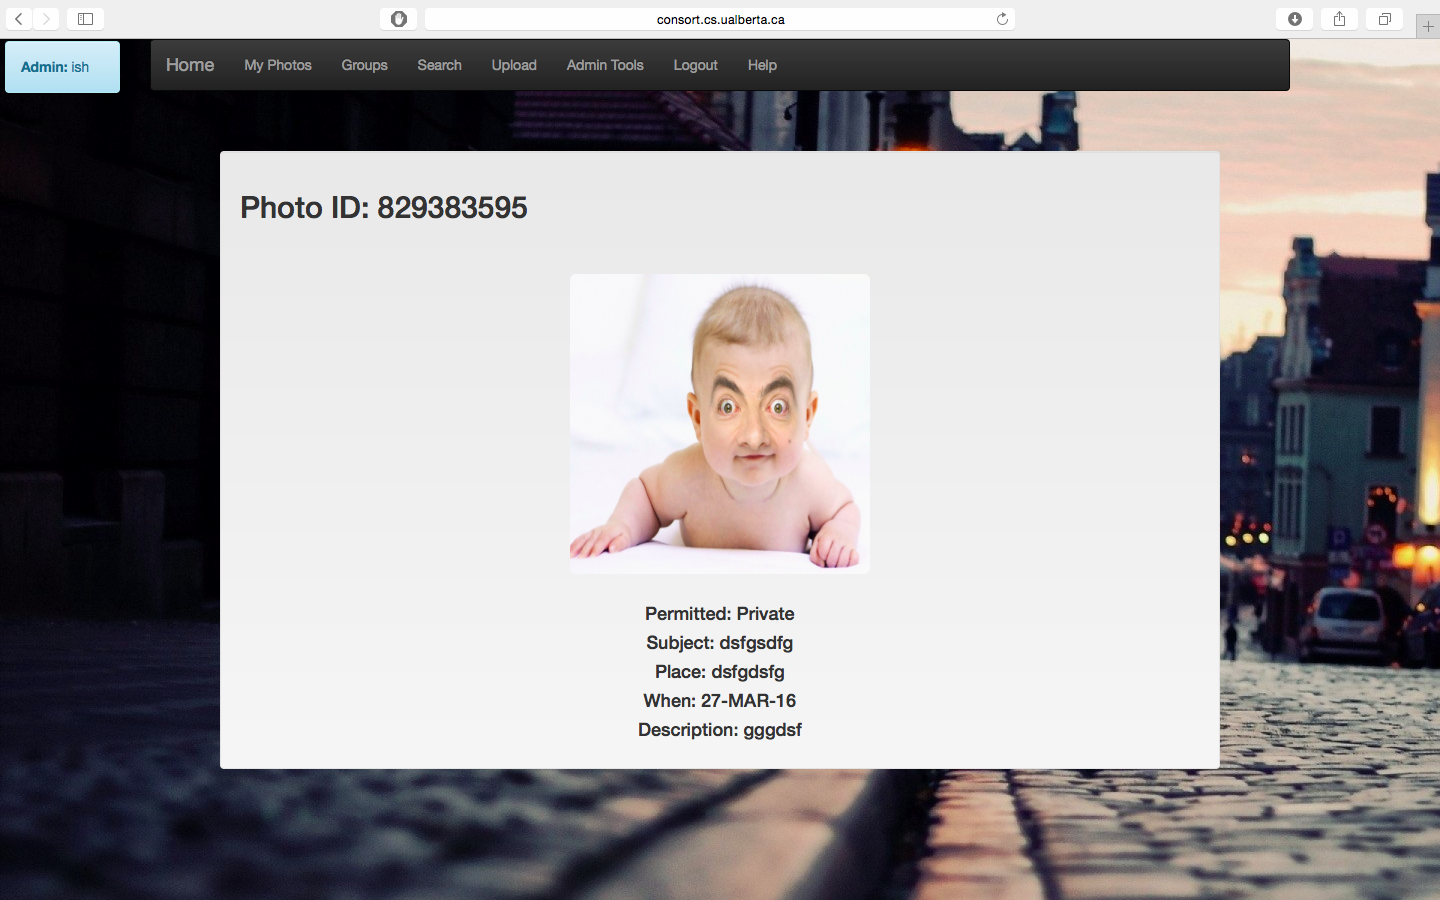 consort.cs.ualberta.ca
Admin: ish
Home My Photos Groups Search Upload Admin Tools Logout Help
Photo ID: 829383595
Permitted: Private
Subject: dsfgsdfg
Place: dsfgdsfg
When: 27-MAR-16
Description: gggdsf